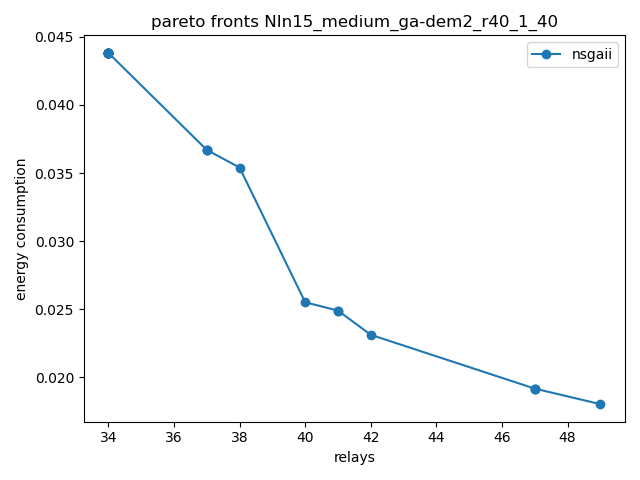 pareto fronts NIn15_medium_ga-dem2_r40_1_40
nsgaii
energy consumption
0.045
0.040
0.035
0.030
0.025
0.020
34 36 38 40 42 44 46 48
relays